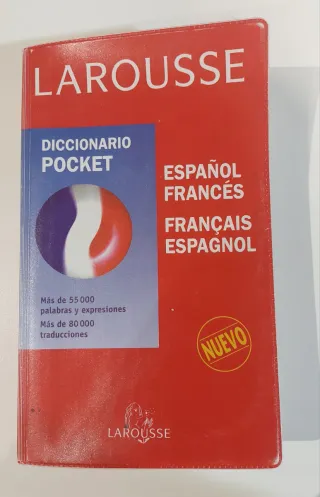 LAROUSSE
DICCIONARIO
POCKET
ESPAÑOL
FRANCÉS
FRANÇAIS
ESPAGNOL
Más de 55 000
palabras y expresiones
Más de 80 000
traducciones
NUEVO
LAROUSSE